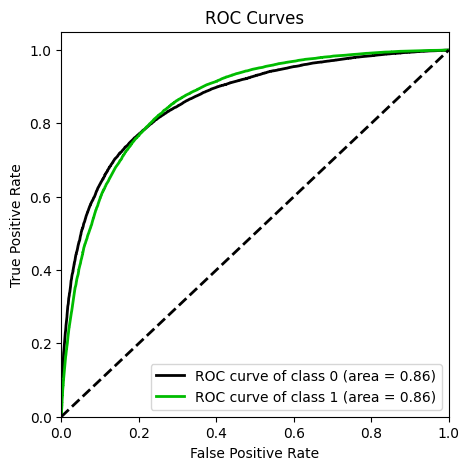 ROC Curves
True Positive Rate
1.0
0.8
0.6
0.4
0.2
0.0
ROC curve of class 0 (area = 0.86)
ROC curve of class 1 (area = 0.86)
0.0 0.2 0.4 0.6 0.8 1.0
False Positive Rate